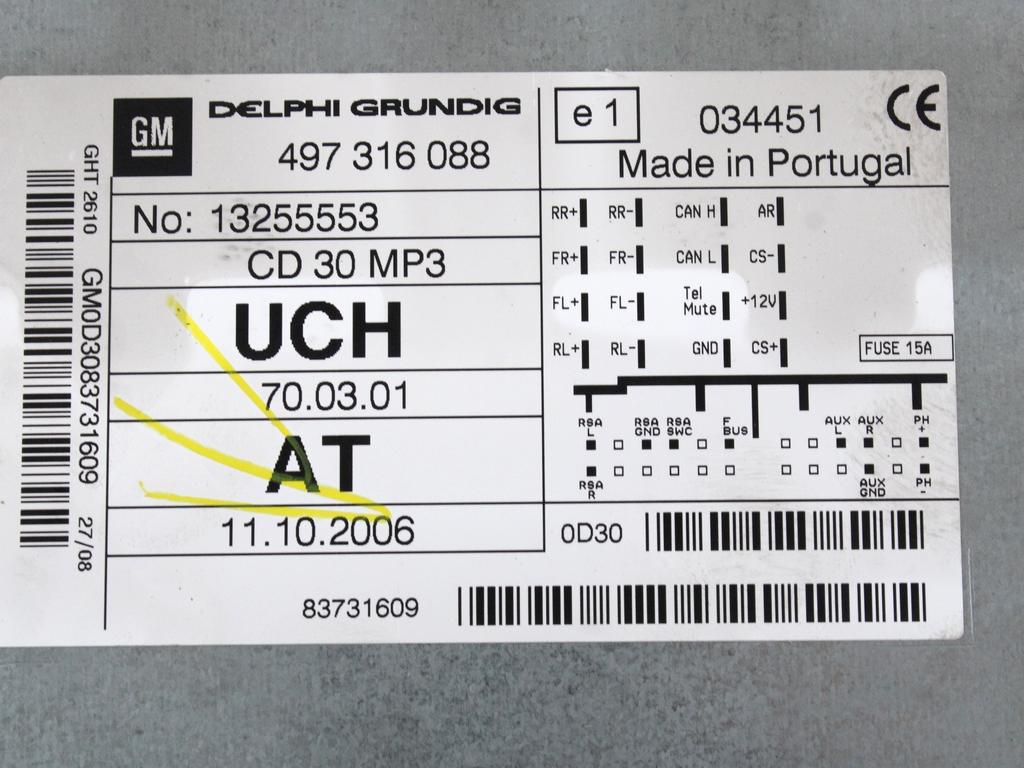 GHT 2610
GM0D3083731609
27/08
GM
DELPHI GRUNDIG
497 316 088
No: 13255553
CD 30 MP3
UCH
70.03.01
AT
11.10.2006
e 1
034451
CE
Made in Portugal
RR+ RR- CAN H AR
FR+ FR- CAN L CS-
FL+ FL- Tel Mute +12V
RL+ RL- GND CS+
FUSE 15A
RSA L
RSA GND
RSA SWC
F BUS
AUX L
AUX R
PH +
RSA R
AUX GND
PH -
0D30
83731609